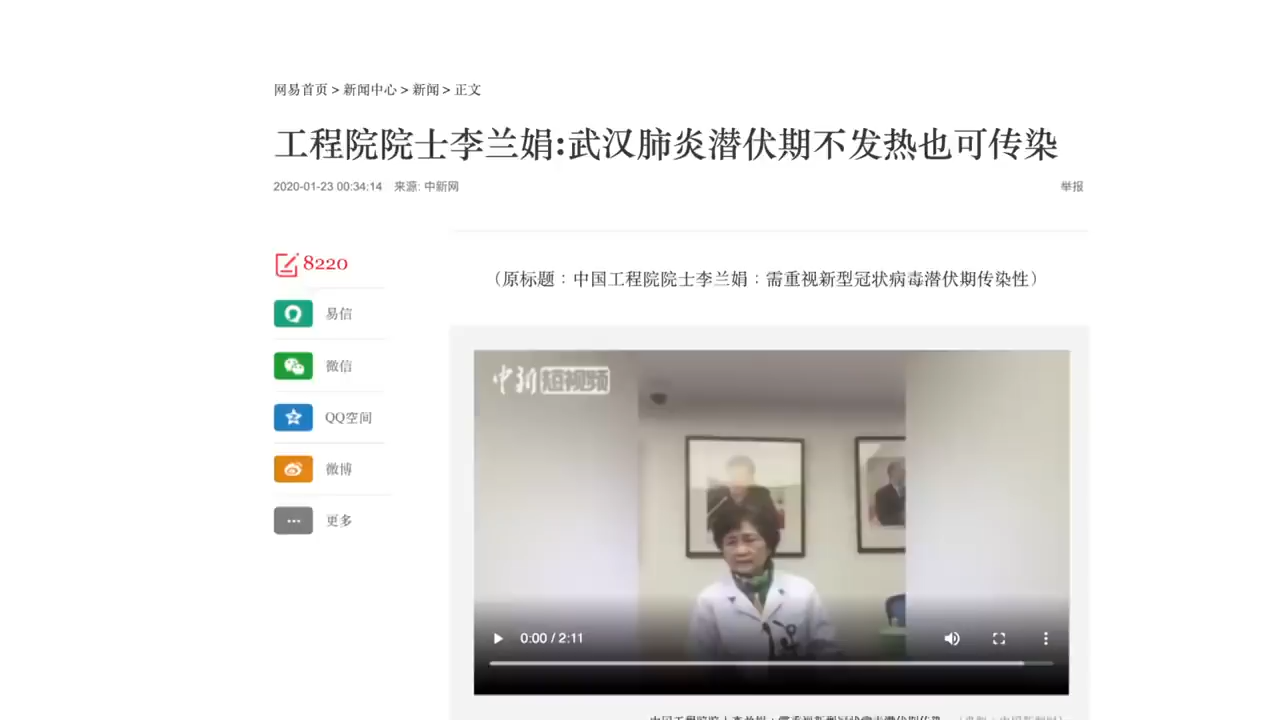 网易首页 > 新闻中心 > 新闻 > 正文
工程院院士李兰娟:武汉肺炎潜伏期不发热也可传染
2020-01-23 00:34:14 来源: 中新网 举报
8220
（原标题：中国工程院院士李兰娟：需重视新型冠状病毒潜伏期传染性）
易信
微信
QQ空间
微博
更多
中新短视频
0:00 / 2:11